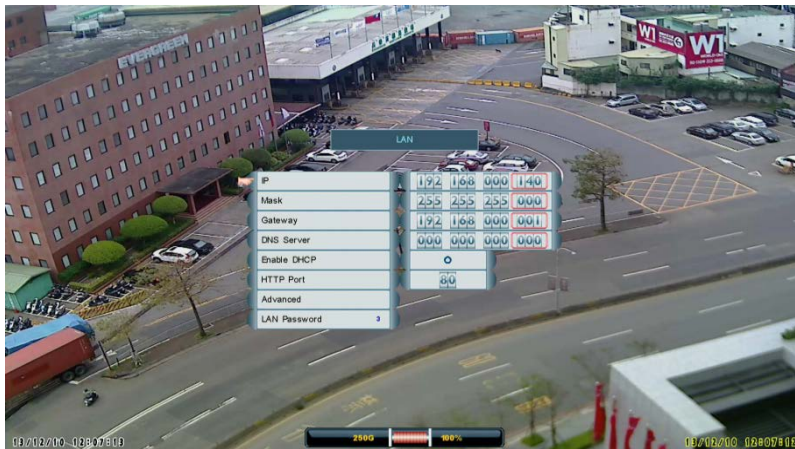 EVERGREEN
W1
W1
LAN
IP 192 168 000 140
Mask 255 255 255 000
Gateway 192 168 000 001
DNS Server 000 000 000 000
Enable DHCP
HTTP Port 80
Advanced
LAN Password 3
13/12/10 12:07:13
250G 100%
13/12/10 12:07:13